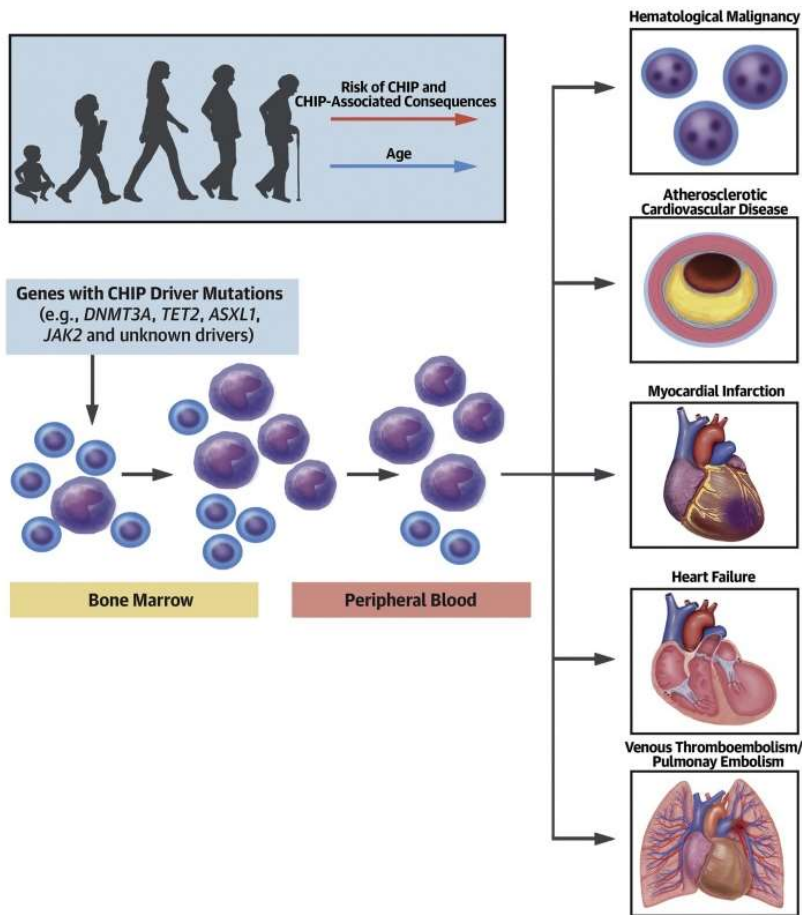 Risk of CHIP and
CHIP-Associated Consequences
Age
Genes with CHIP Driver Mutations
(e.g., DNMT3A, TET2, ASXL1,
JAK2 and unknown drivers)
Bone Marrow
Peripheral Blood
Hematological Malignancy
Atherosclerotic
Cardiovascular Disease
Myocardial Infarction
Heart Failure
Venous Thromboembolism/
Pulmonay Embolism